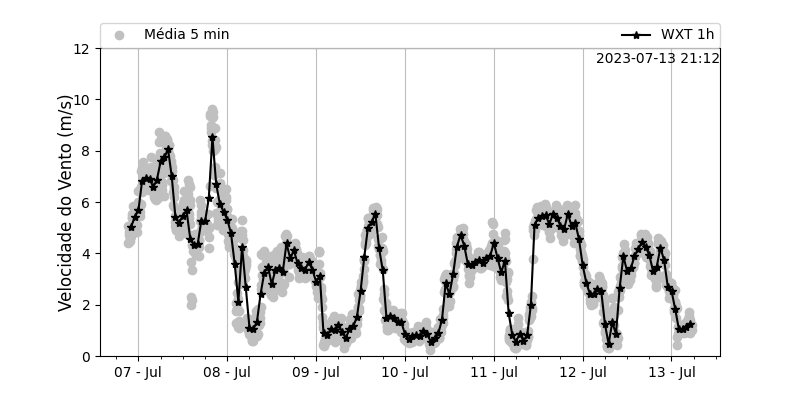 Média 5 min
WXT 1h
2023-07-13 21:12
Velocidade do Vento (m/s)
12
10
8
6
4
2
0
07 - Jul
08 - Jul
09 - Jul
10 - Jul
11 - Jul
12 - Jul
13 - Jul